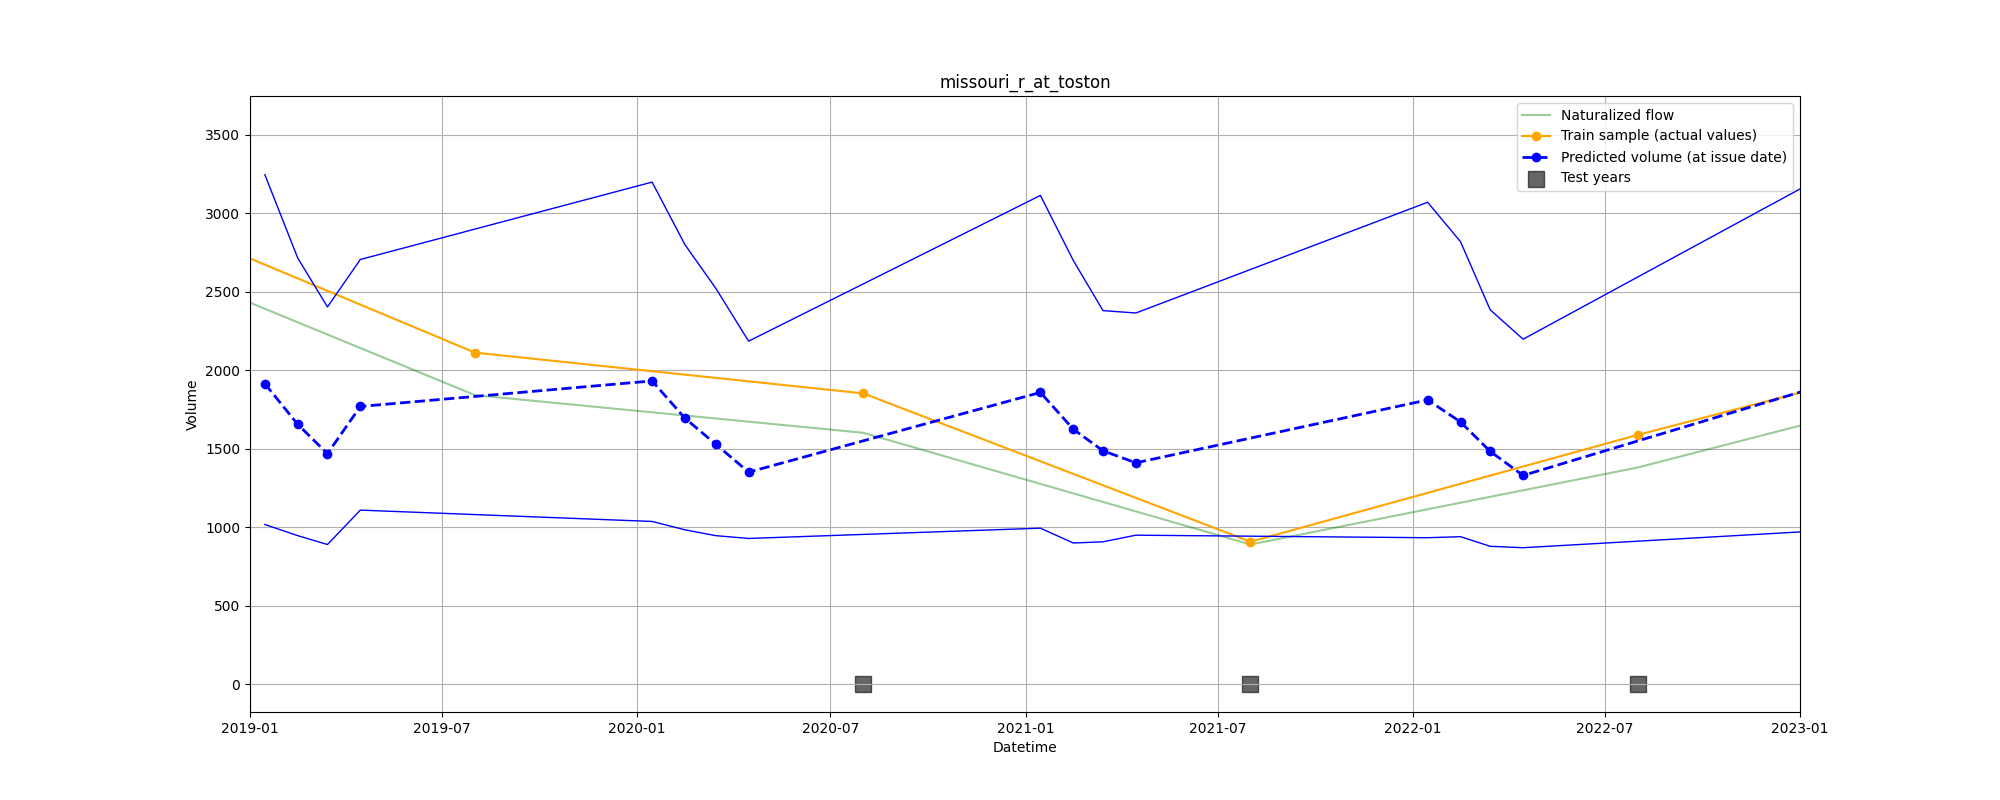 missouri_r_at_toston
Naturalized flow
Train sample (actual values)
Predicted volume (at issue date)
Test years
3500
3000
2500
2000
1500
1000
500
0
Volume
2019-01
2019-07
2020-01
2020-07
2021-01
2021-07
2022-01
2022-07
2023-01
Datetime